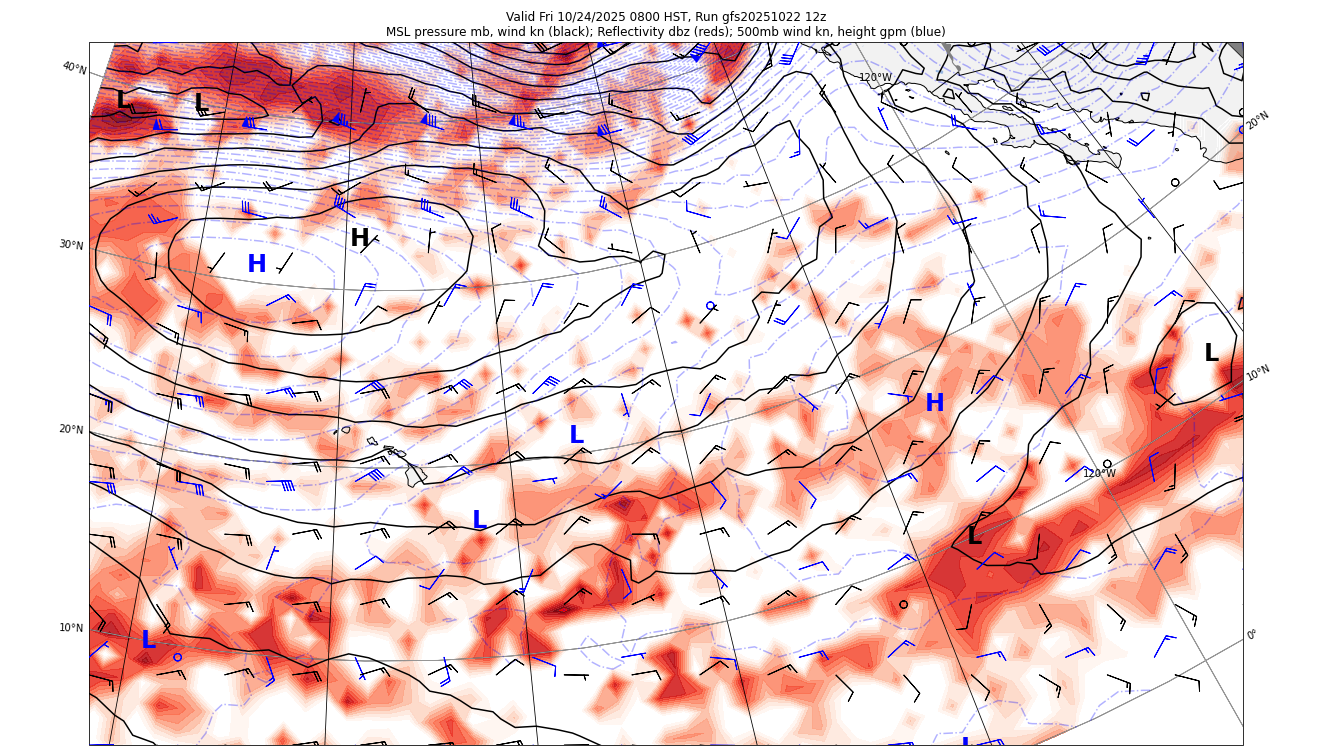 Valid Fri 10/24/2025 0800 HST, Run gfs20251022 12z
MSL pressure mb, wind kn (black); Reflectivity dbz (reds); 500mb wind kn, height gpm (blue)
40°N
120°W
20°N
L
L
30°N
H
H
L
10°N
H
20°N
L
120°W
L
L
10°N
L
0°
L